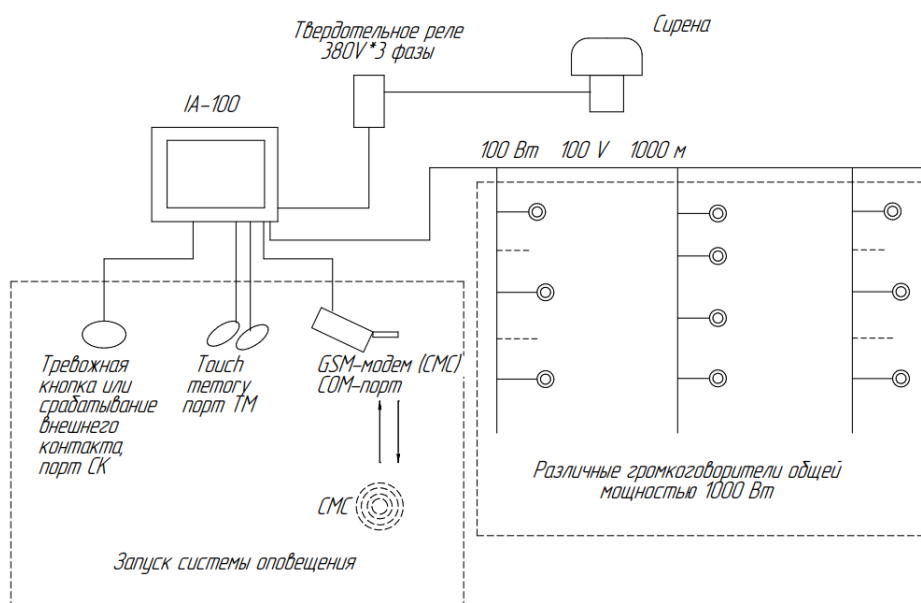 Твердотельное реле
380V*3 фазы
Сирена
IA-100
100 Вт 100 V 1000 м
Тревожная
кнопка или
срабатывание
внешнего
контакта,
порт СК
Touch
memory,
порт ТМ
GSM-модем (СМС)
COM-порт
СМС
Запуск системы оповещения
Различные громкоговорители общей
мощностью 1000 Вт